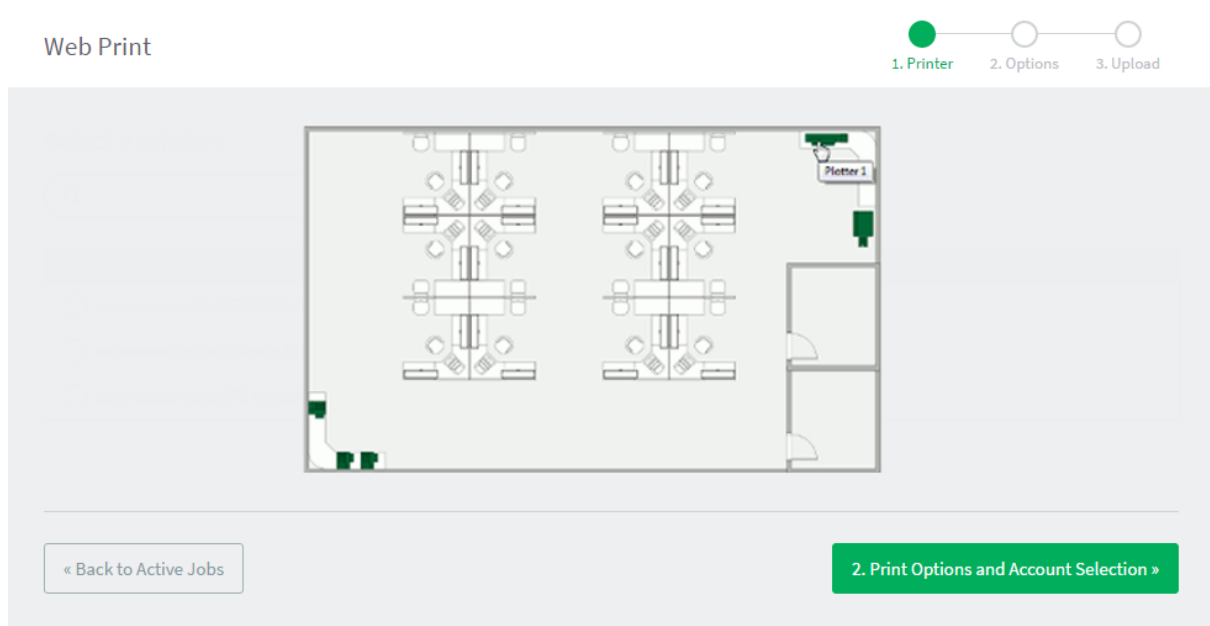 Web Print
1. Printer
2. Options
3. Upload
Plotter 1
« Back to Active Jobs
2. Print Options and Account Selection »